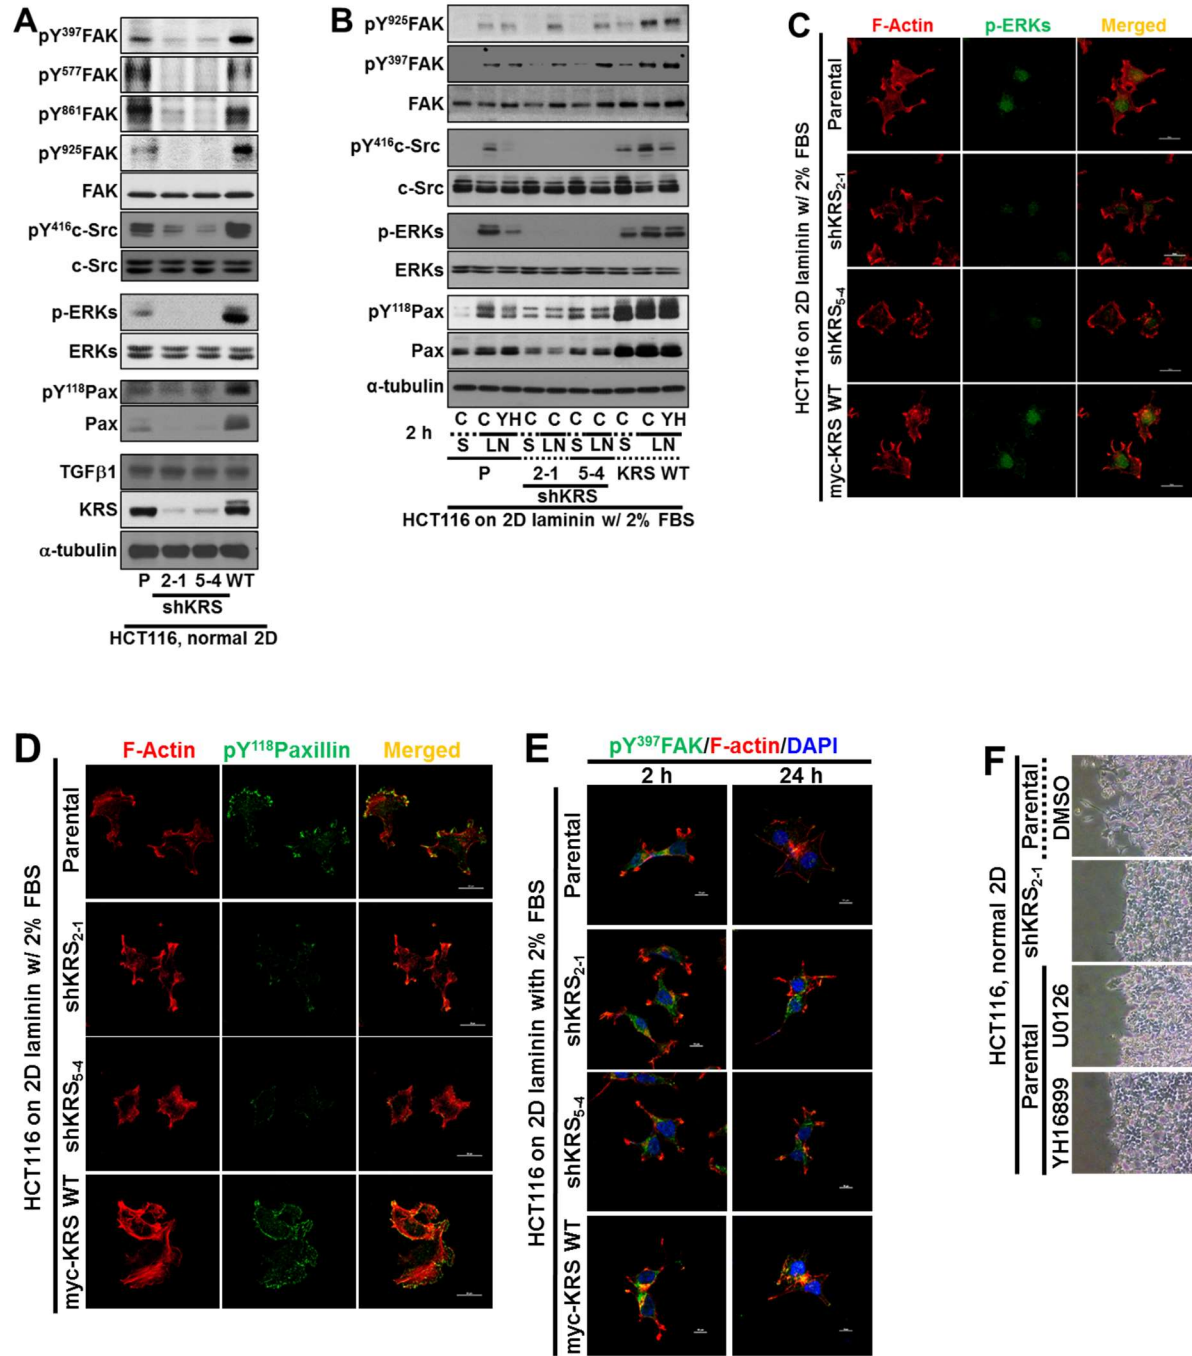 A
pY³⁹⁷FAK
pY⁵⁷⁷FAK
pY⁸⁶¹FAK
pY⁹²⁵FAK
FAK
pY⁴¹⁶c-Src
c-Src
p-ERKs
ERKs
pY¹¹⁸Pax
Pax
TGFβ1
KRS
α-tubulin
P 2-1 5-4 WT
shKRS
HCT116, normal 2D
B
pY⁹²⁵FAK
pY³⁹⁷FAK
FAK
pY⁴¹⁶c-Src
c-Src
p-ERKs
ERKs
pY¹¹⁸Pax
Pax
α-tubulin
C C YH C C C C C C YH
2 h
S LN S LN S LN S LN
P 2-1 5-4 KRS WT
shKRS
HCT116 on 2D laminin w/ 2% FBS
C
F-Actin p-ERKs Merged
HCT116 on 2D laminin w/ 2% FBS
Parental
shKRS₂₋₁
shKRS₅₋₄
myc-KRS WT
D
F-Actin pY¹¹⁸Paxillin Merged
HCT116 on 2D laminin w/ 2% FBS
Parental
shKRS₂₋₁
shKRS₅₋₄
myc-KRS WT
E
pY³⁹⁷FAK/F-actin/DAPI
2 h 24 h
HCT116 on 2D laminin with 2% FBS
Parental
shKRS₂₋₁
shKRS₅₋₄
myc-KRS WT
F
HCT116, normal 2D
Parental
DMSO
shKRS₂₋₁
Parental
U0126
YH16899